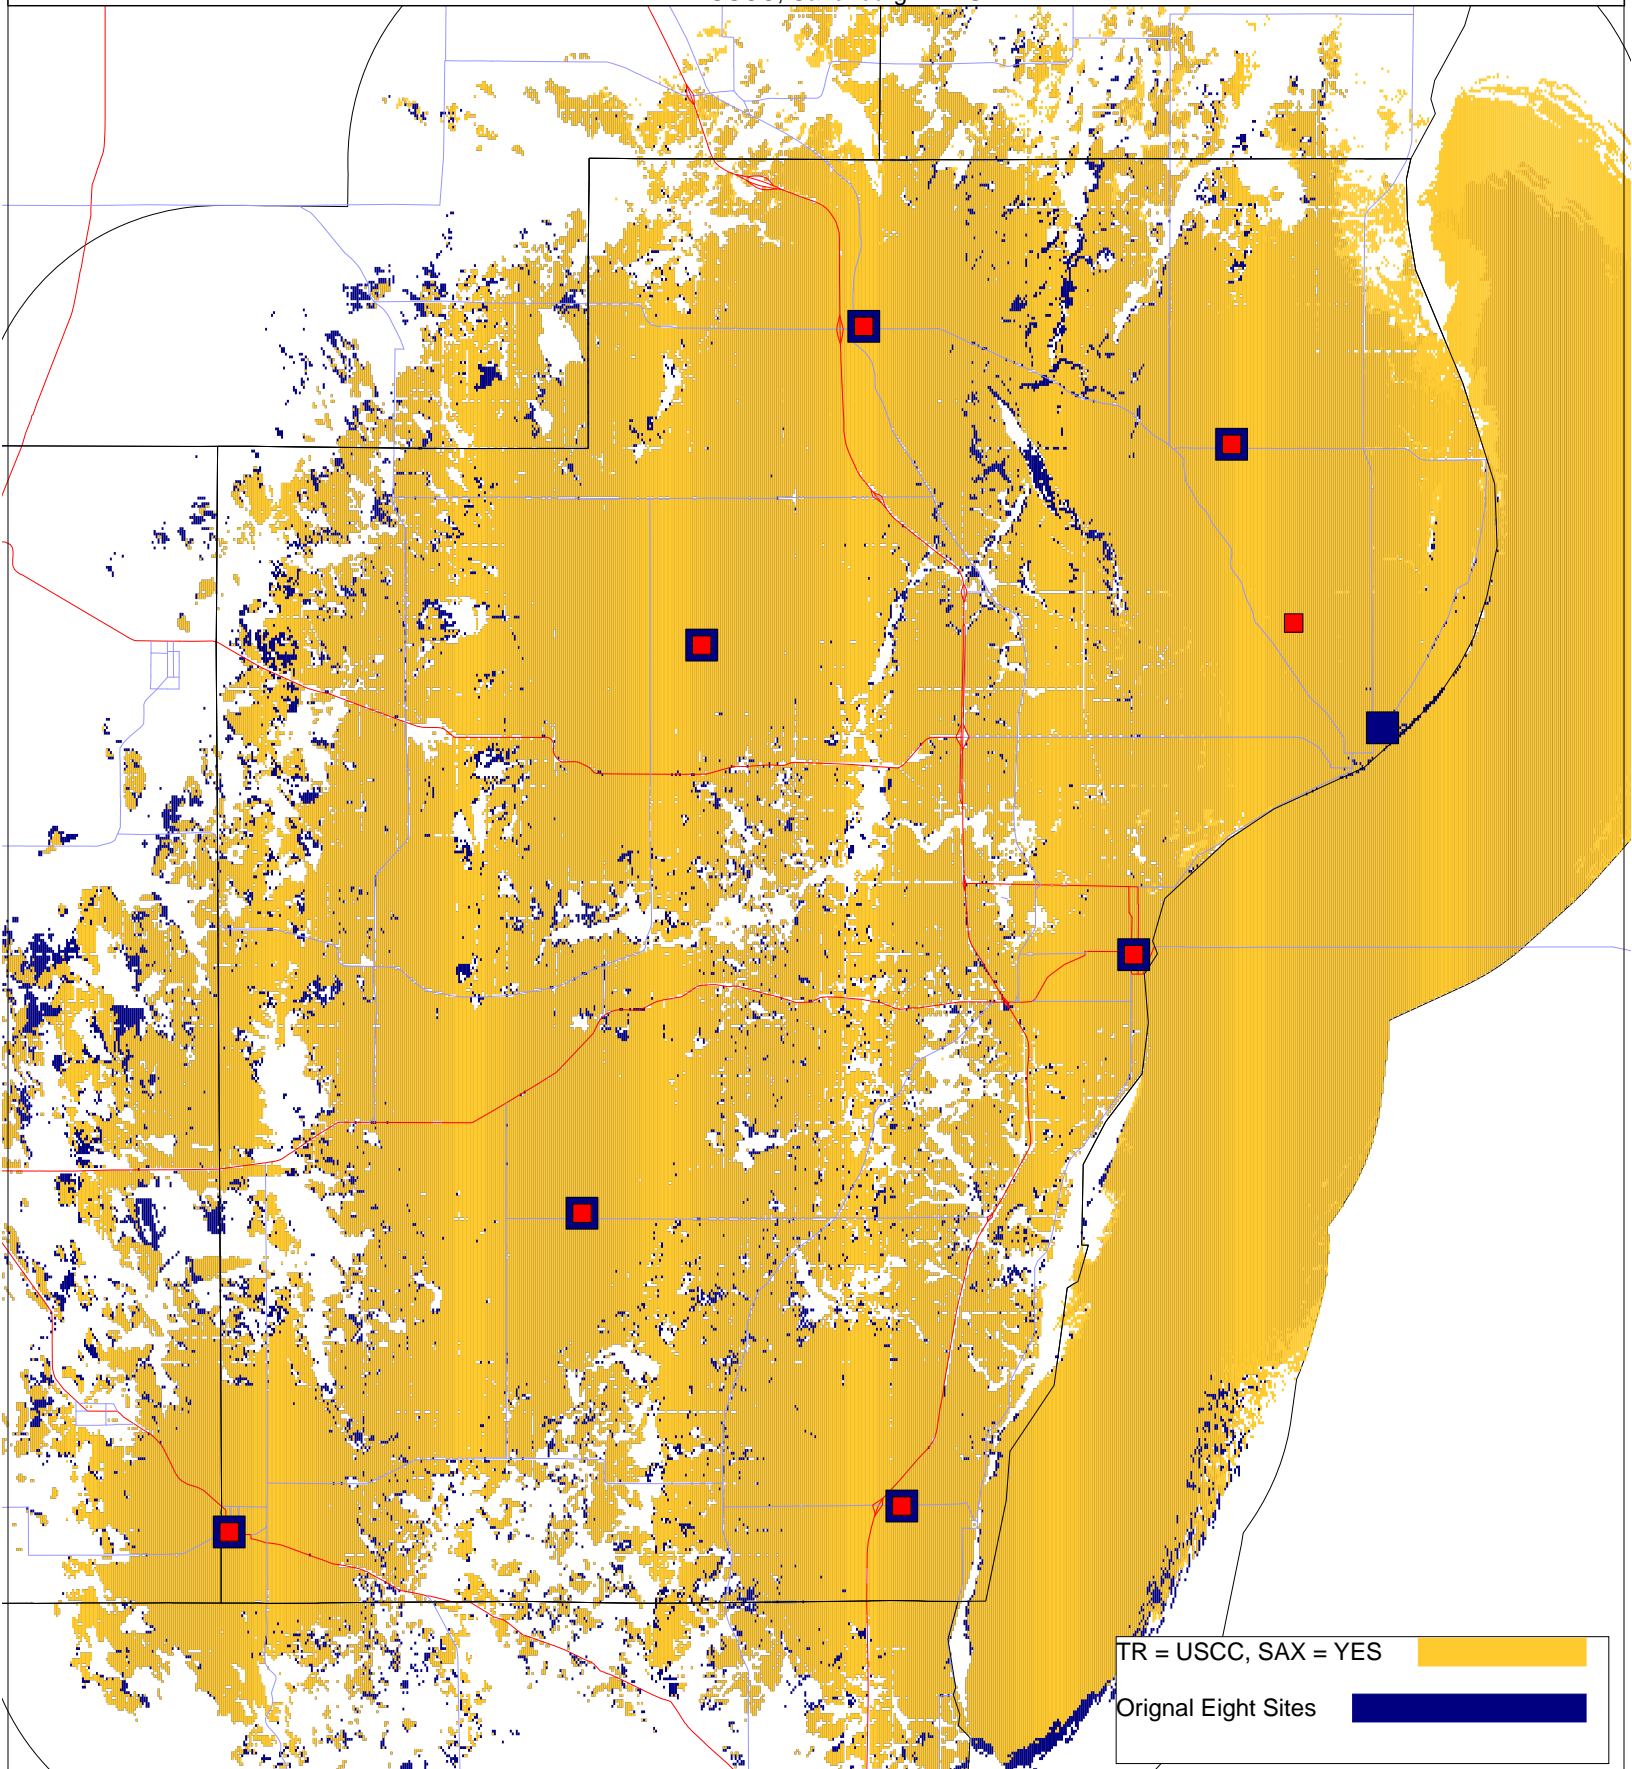 TR = USCC, SAX = YES
Orignal Eight Sites